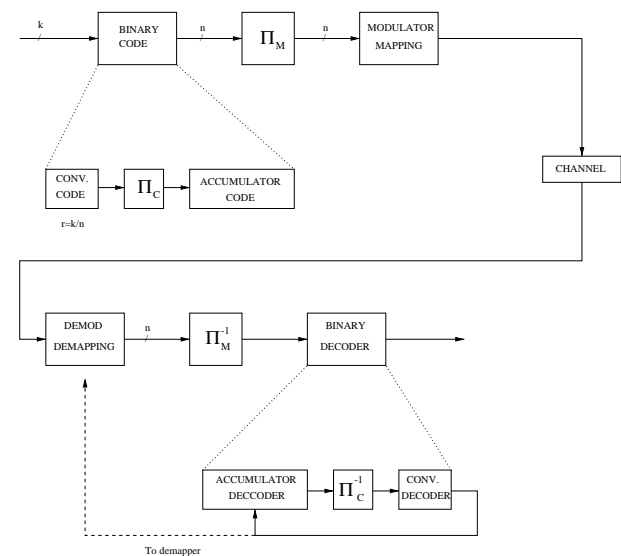 k
BINARY
CODE
n
Π_M
n
MODULATOR
MAPPING
CONV.
CODE
Π_C
ACCUMULATOR
CODE
r=k/n
CHANNEL
DEMOD
DEMAPPING
n
Π_M^-1
BINARY
DECODER
ACCUMULATOR
DECCODER
Π_C^-1
CONV.
DECODER
To demapper